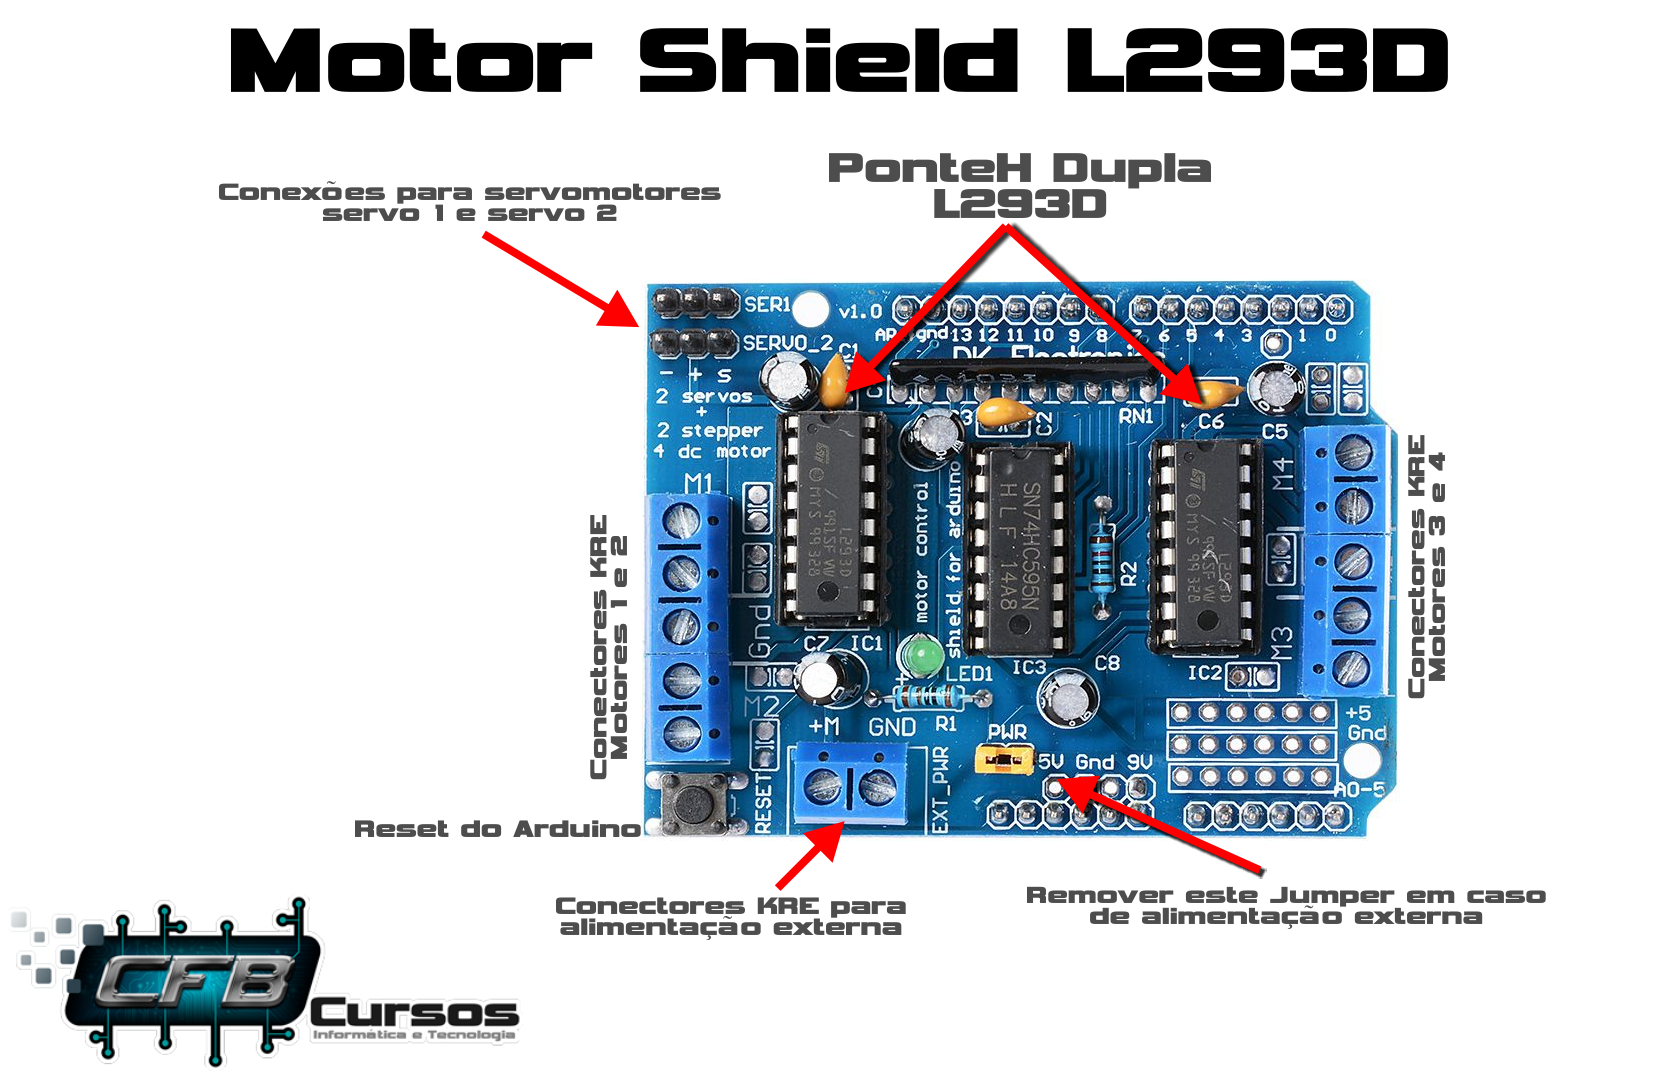 Motor Shield L293D
PonteH Dupla
L293D
Conexões para servomotores
servo 1 e servo 2
SER1
v1.0
SERVO_2
C1
gnd 13 12 11 10 9 8 7 6 5 4 3 1 0
DK Electronics
- + S
2 servos
+
2 stepper
4 dc motor
C2
RN1
C6
C5
M1
M4
Conectores KRE
Motores 1 e 2
Gnd
M2
L293D
motor control
shield for arduino
SN74HC595N
HLF 14A8
R2
L293D
M3
Conectores KRE
Motores 3 e 4
C7 IC1
LED1
IC3
C8
IC2
+M GND
R1
PWR
5V Gnd 9V
+5
Gnd
A0-5
RESET
EXT_PWR
Reset do Arduino
Conectores KRE para
alimentação externa
Remover este Jumper em caso
de alimentação externa
CFB
Cursos
Informática e Tecnologia